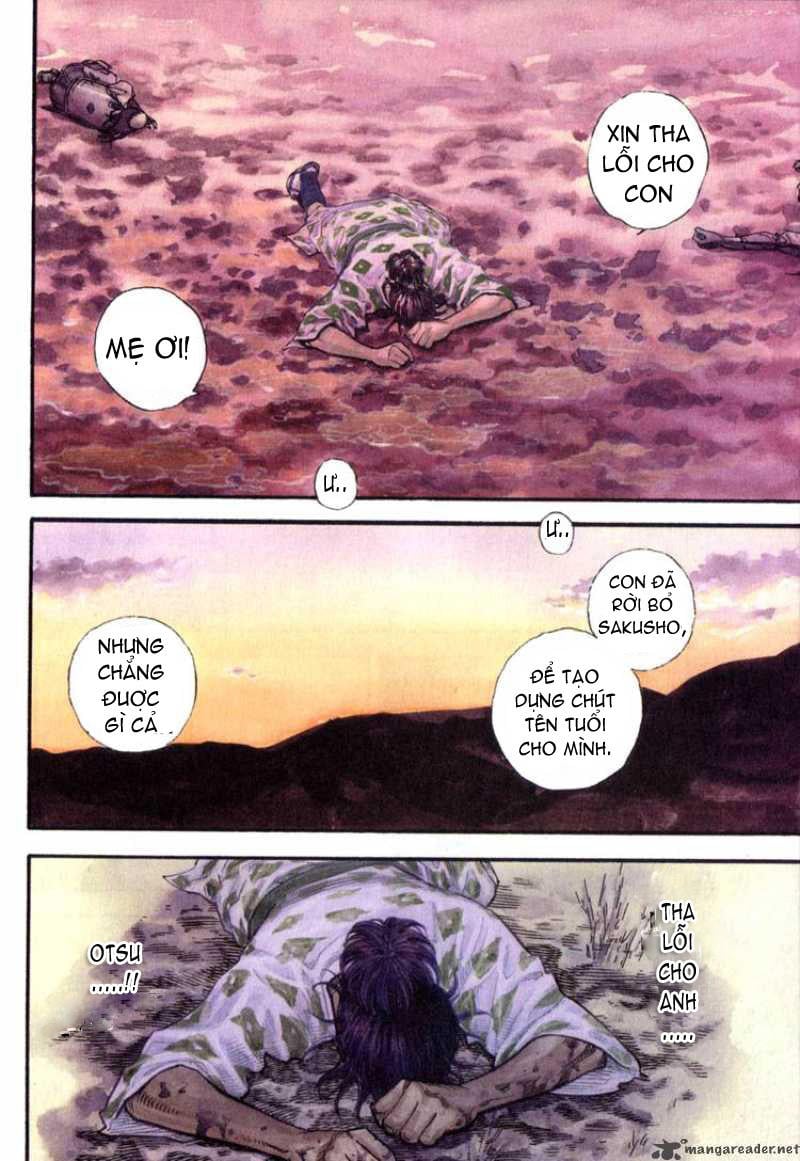 XIN THA
LỖI CHO
CON
MẸ ƠI!
Ư..
Ư..
CON ĐÃ
RỜI BỎ
SAKUSHO,
ĐỂ TẠO
DỤNG CHÚT
TÊN TUỔI
CHO MÌNH.
NHƯNG
CHẲNG
ĐƯỢC
GÌ CẢ...
THA
LỖI
CHO
ANH
.....
OTSU
.....!!
mangareader.net